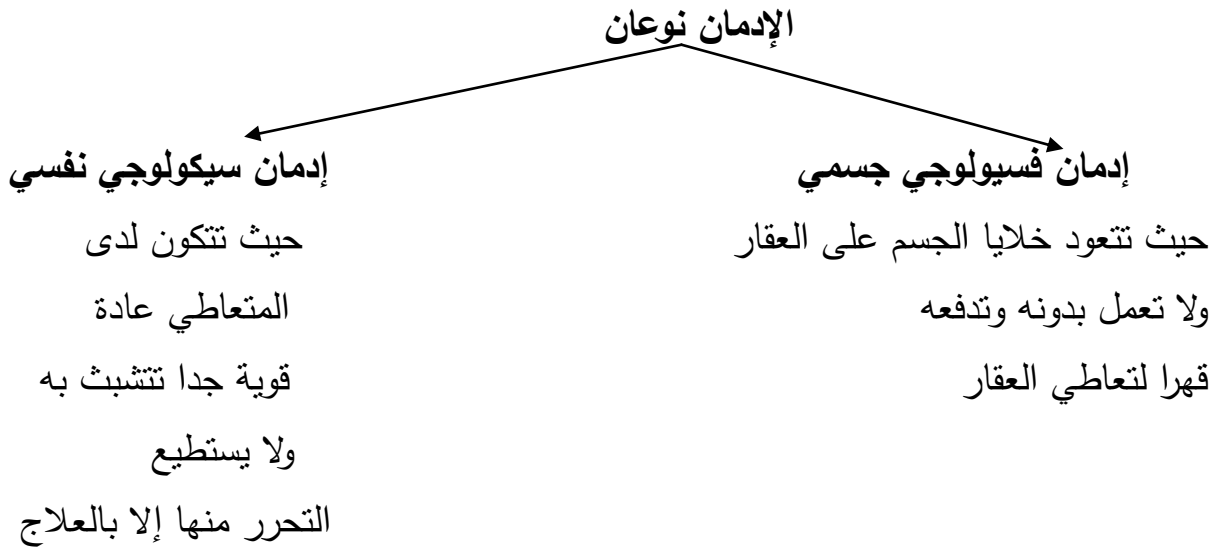 الإدمان نوعان
إدمان فسيولوجي جسمي
حيث تتعود خلايا الجسم على العقار
ولا تعمل بدونه وتدفعه
قهرا لتعاطي العقار
إدمان سيكولوجي نفسي
حيث تتكون لدى
المتعاطي عادة
قوية جدا تتشبث به
ولا يستطيع
التحرر منها إلا بالعلاج